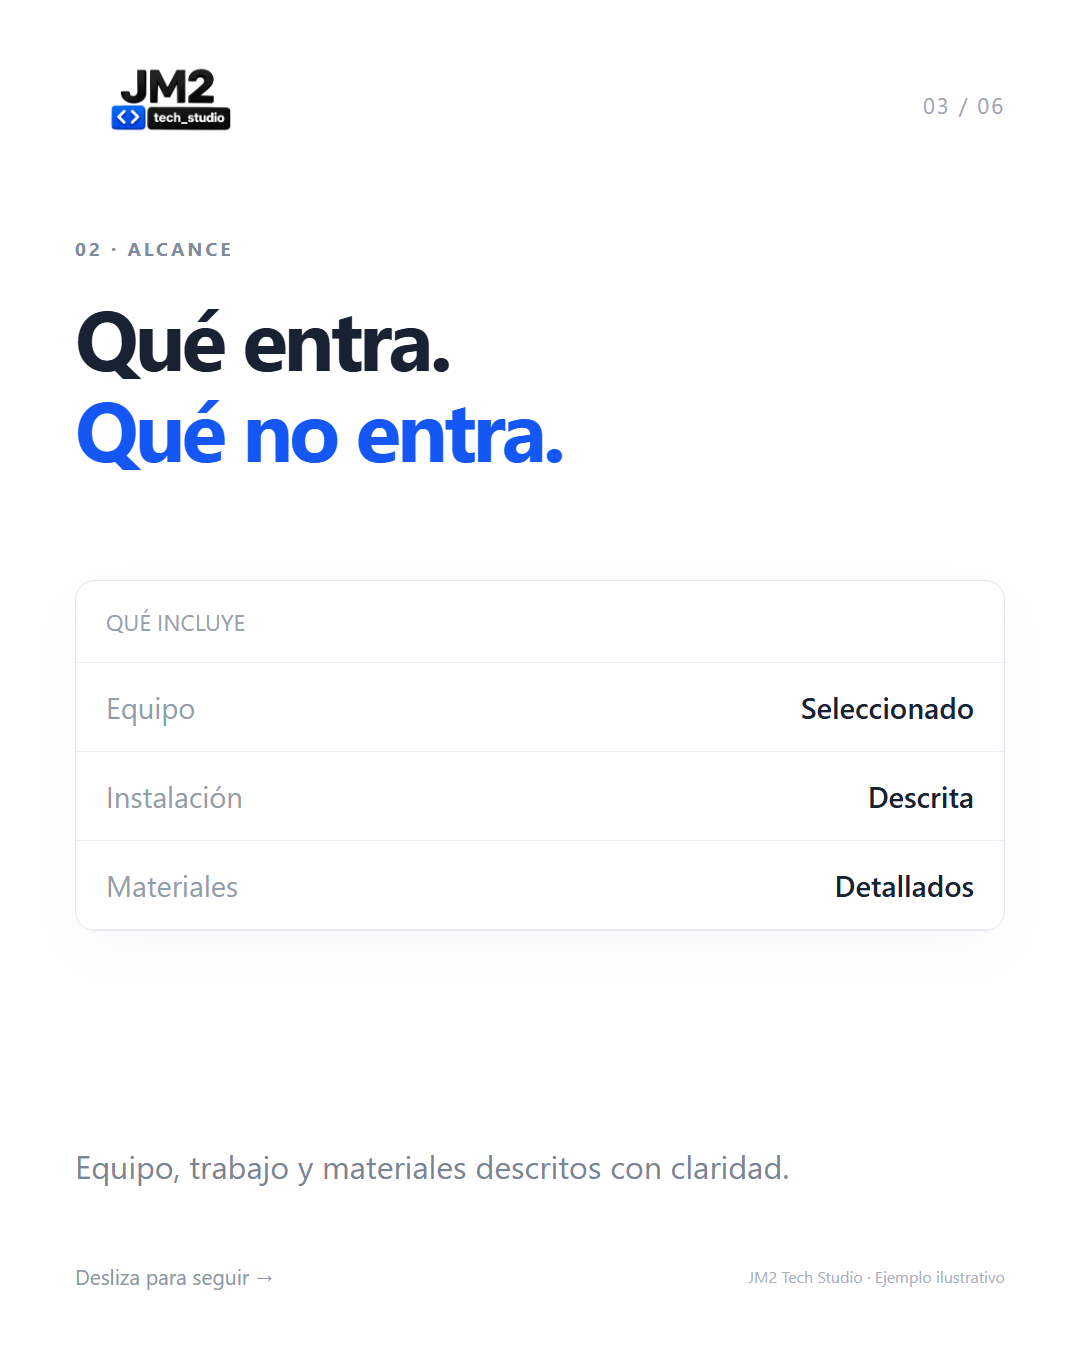 JM2
<> tech_studio
03 / 06
02 · ALCANCE
Qué entra.
Qué no entra.
QUÉ INCLUYE
Equipo Seleccionado
Instalación Descrita
Materiales Detallados
Equipo, trabajo y materiales descritos con claridad.
Desliza para seguir →
JM2 Tech Studio · Ejemplo ilustrativo